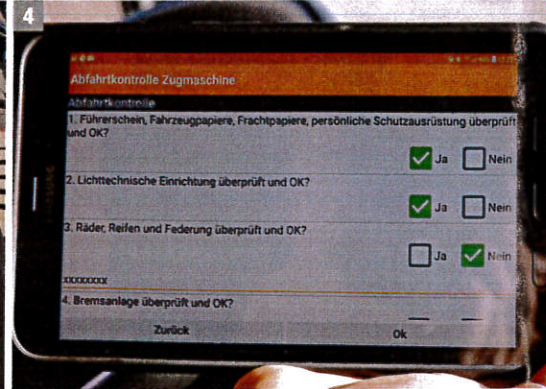 4
Abfahrtkontrolle Zugmaschine
Abfahrtkontrolle
1. Führerschein, Fahrzeugpapiere, Frachtpapiere, persönliche Schutzausrüstung überprüft
und OK?
Ja Nein
2. Lichttechnische Einrichtung überprüft und OK?
Ja Nein
3. Räder, Reifen und Federung überprüft und OK?
Ja Nein
xxxxxxxx
4. Bremsanlage überprüft und OK?
Zurück Ok
SAMSUNG